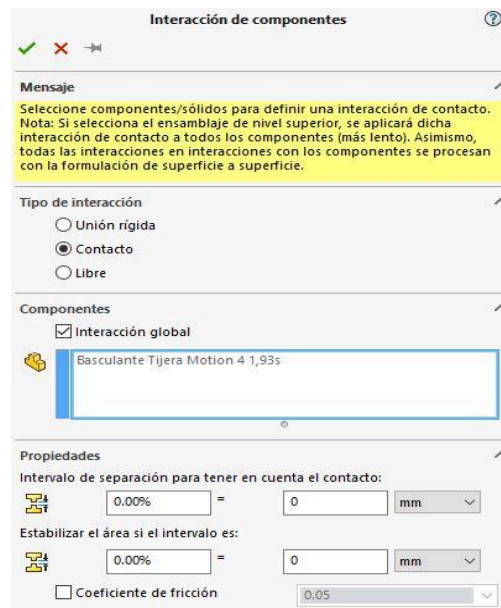 Interacción de componentes
Mensaje
Seleccione componentes/sólidos para definir una interacción de contacto.
Nota: Si selecciona el ensamblaje de nivel superior, se aplicará dicha
interacción de contacto a todos los componentes (más lento). Asimismo,
todas las interacciones en interacciones con los componentes se procesan
con la formulación de superficie a superficie.
Tipo de interacción
Unión rígida
Contacto
Libre
Componentes
Interacción global
Basculante Tijera Motion 4 1,93s
Propiedades
Intervalo de separación para tener en cuenta el contacto:
0.00% = 0 mm
Estabilizar el área si el intervalo es:
0.00% = 0 mm
Coeficiente de fricción 0.05